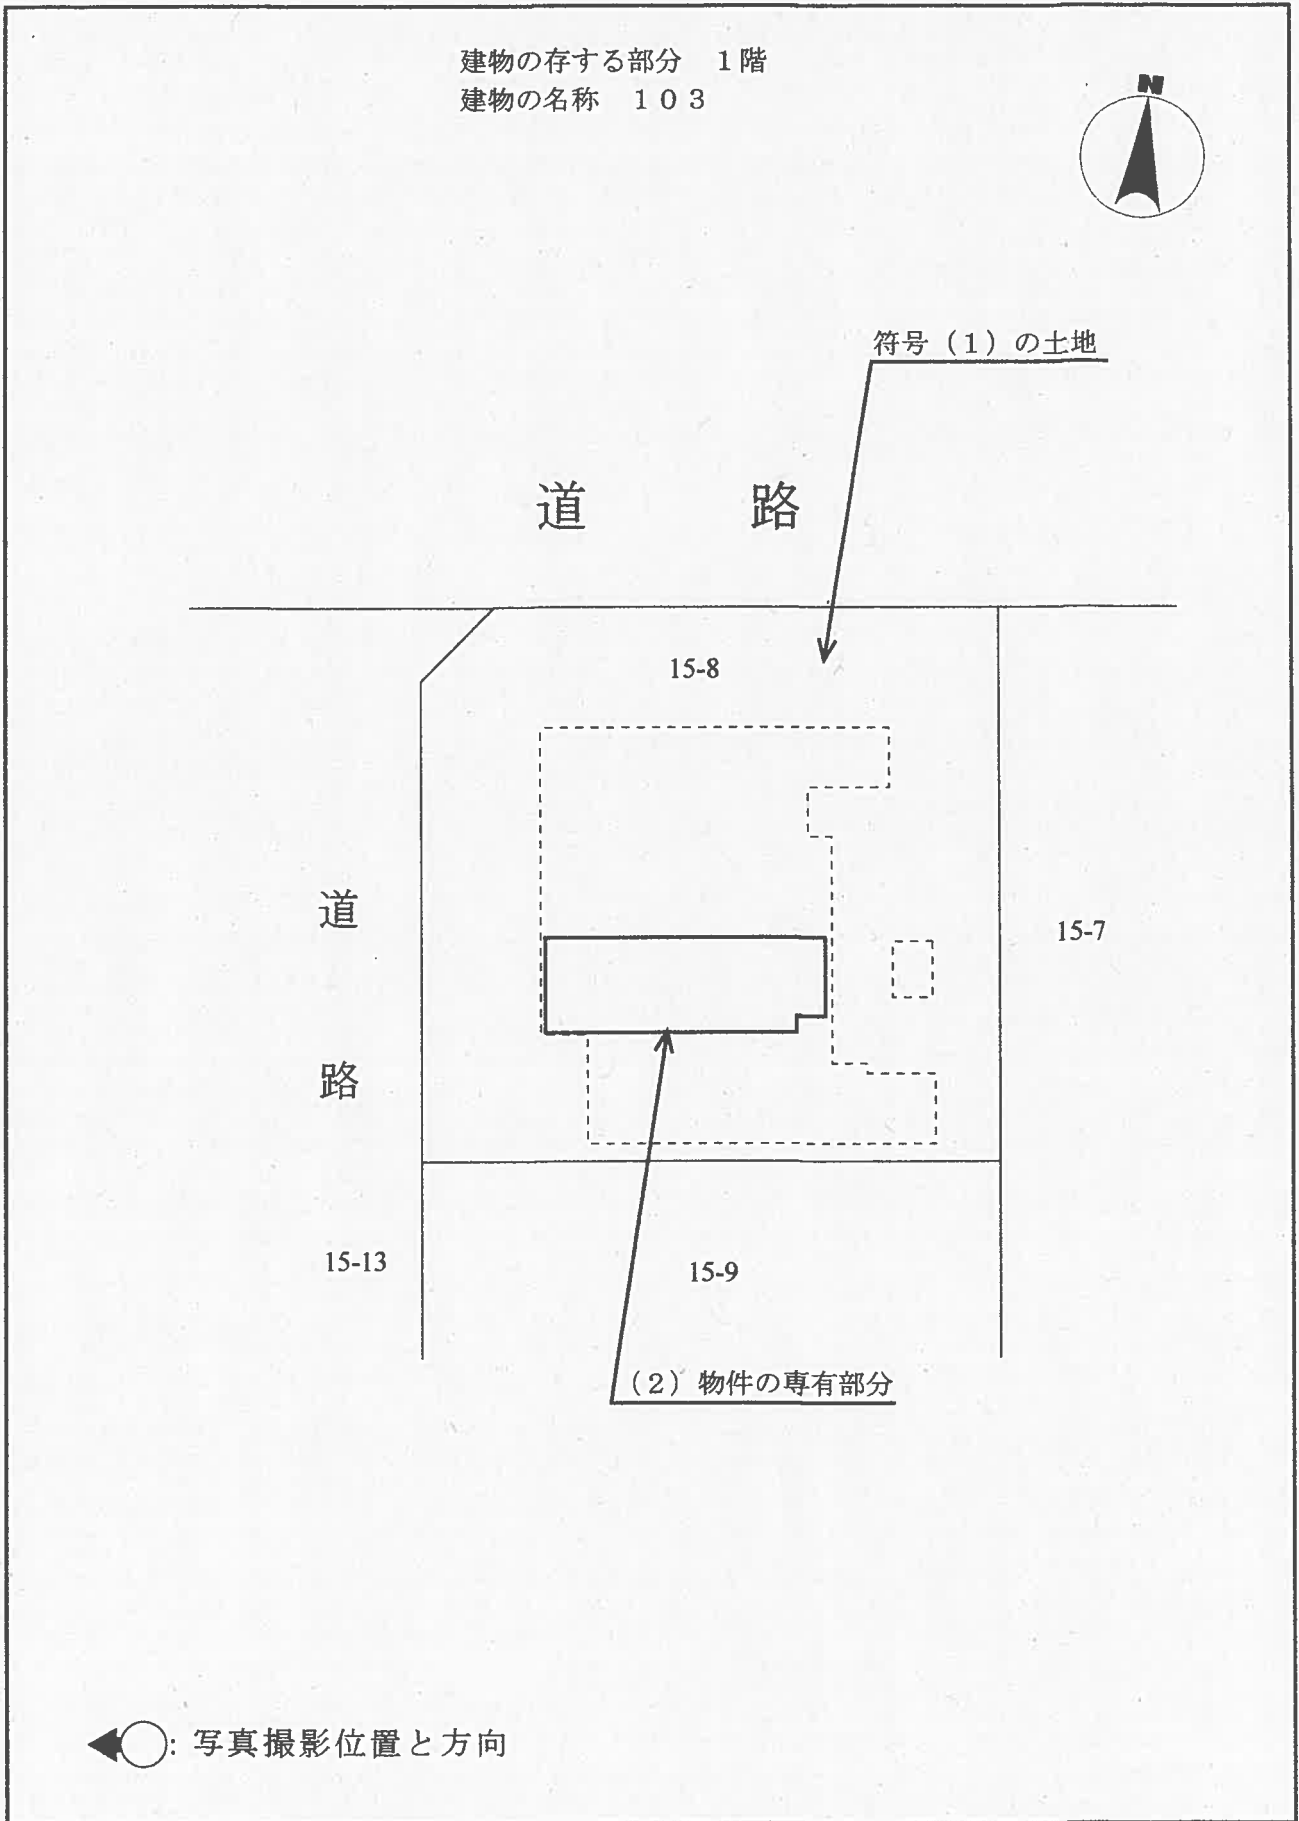 建物の存する部分　１階
建物の名称　１０３
N
符号（１）の土地
道　路
15-8
道
路
15-7
15-13
15-9
（２）物件の専有部分
: 写真撮影位置と方向